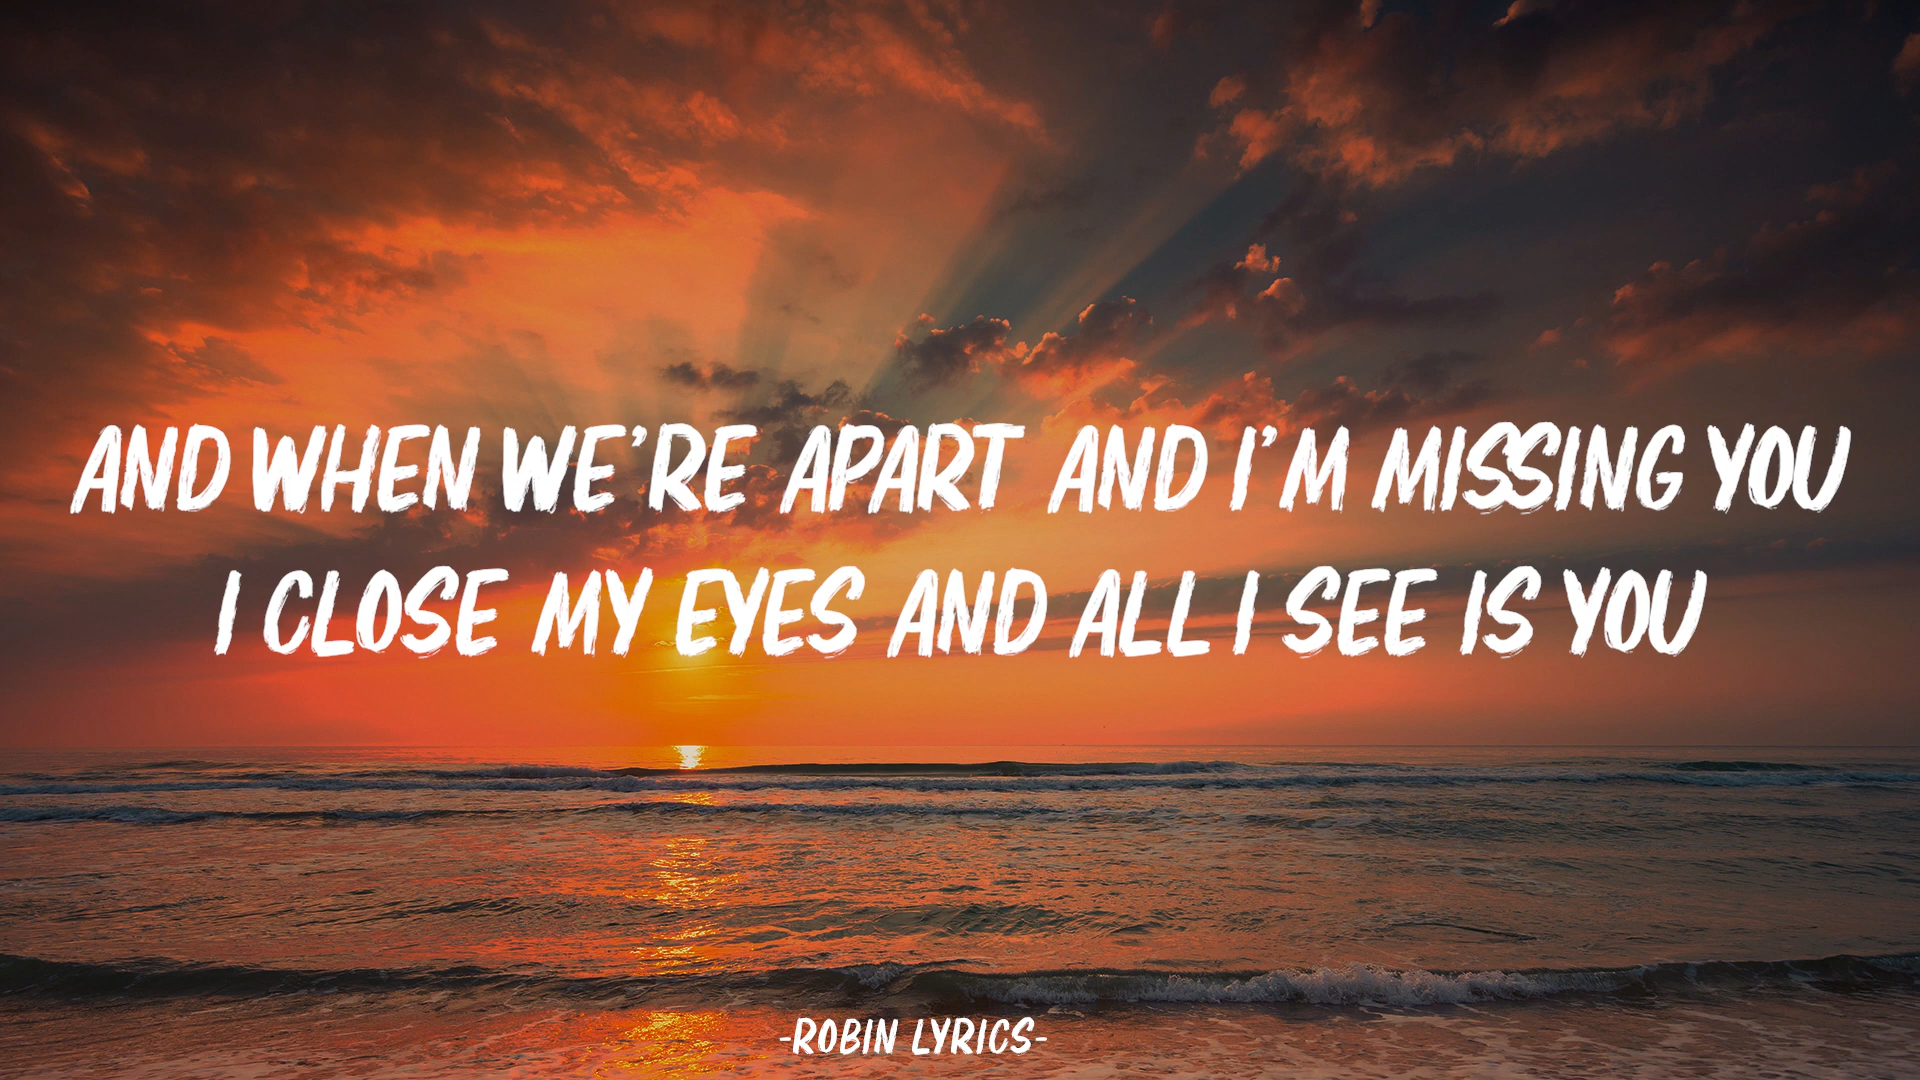 AND WHEN WE'RE APART AND I'M MISSING YOU
I CLOSE MY EYES AND ALL I SEE IS YOU
-ROBIN LYRICS-